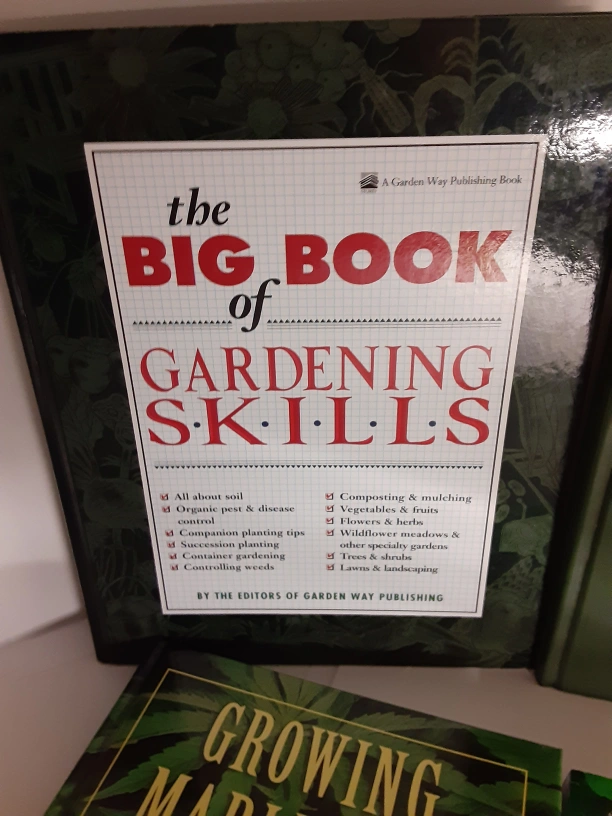 A Garden Way Publishing Book
the
BIG BOOK
of
GARDENING
S·K·I·L·L·S
All about soil
Organic pest & disease
control
Companion planting tips
Succession planting
Container gardening
Controlling weeds
Composting & mulching
Vegetables & fruits
Flowers & herbs
Wildflower meadows &
other specialty gardens
Trees & shrubs
Lawns & landscaping
BY THE EDITORS OF GARDEN WAY PUBLISHING
GROWING